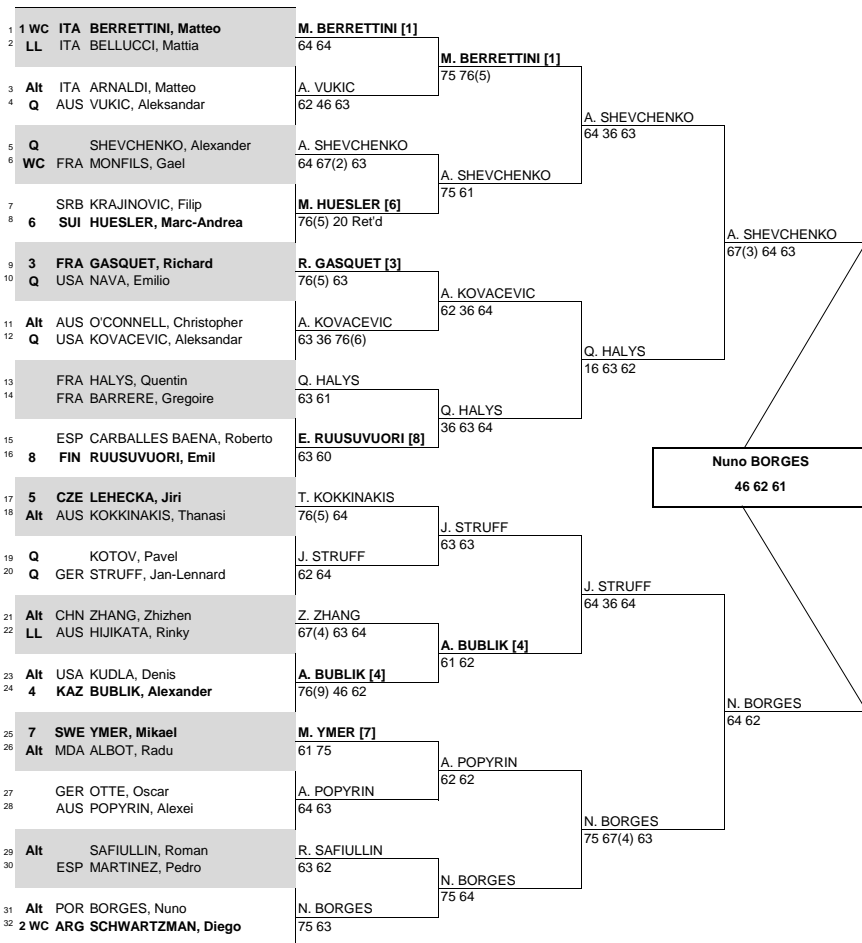 1 1 WC ITA BERRETTINI, Matteo
2 LL ITA BELLUCCI, Mattia
3 Alt ITA ARNALDI, Matteo
4 Q AUS VUKIC, Aleksandar
5 Q SHEVCHENKO, Alexander
6 WC FRA MONFILS, Gael
7 SRB KRAJINOVIC, Filip
8 6 SUI HUESLER, Marc-Andrea
9 3 FRA GASQUET, Richard
10 Q USA NAVA, Emilio
11 Alt AUS O'CONNELL, Christopher
12 Q USA KOVACEVIC, Aleksandar
13 FRA HALYS, Quentin
14 FRA BARRERE, Gregoire
15 ESP CARBALLES BAENA, Roberto
16 8 FIN RUUSUVUORI, Emil
17 5 CZE LEHECKA, Jiri
18 Alt AUS KOKKINAKIS, Thanasi
19 Q KOTOV, Pavel
20 Q GER STRUFF, Jan-Lennard
21 Alt CHN ZHANG, Zhizhen
22 LL AUS HIJIKATA, Rinky
23 Alt USA KUDLA, Denis
24 4 KAZ BUBLIK, Alexander
25 7 SWE YMER, Mikael
26 Alt MDA ALBOT, Radu
27 GER OTTE, Oscar
28 AUS POPYRIN, Alexei
29 Alt SAFIULLIN, Roman
30 ESP MARTINEZ, Pedro
31 Alt POR BORGES, Nuno
32 2 WC ARG SCHWARTZMAN, Diego
M. BERRETTINI [1]
64 64
A. VUKIC
62 46 63
A. SHEVCHENKO
64 67(2) 63
M. HUESLER [6]
76(5) 20 Ret'd
R. GASQUET [3]
76(5) 63
A. KOVACEVIC
63 36 76(6)
Q. HALYS
63 61
E. RUUSUVUORI [8]
63 60
T. KOKKINAKIS
76(5) 64
J. STRUFF
62 64
Z. ZHANG
67(4) 63 64
A. BUBLIK [4]
76(9) 46 62
M. YMER [7]
61 75
A. POPYRIN
64 63
R. SAFIULLIN
63 62
N. BORGES
75 63
M. BERRETTINI [1]
75 76(5)
A. SHEVCHENKO
75 61
A. KOVACEVIC
62 36 64
Q. HALYS
36 63 64
J. STRUFF
63 63
A. BUBLIK [4]
61 62
A. POPYRIN
62 62
N. BORGES
75 64
A. SHEVCHENKO
64 36 63
Q. HALYS
16 63 62
J. STRUFF
64 36 64
N. BORGES
75 67(4) 63
A. SHEVCHENKO
67(3) 64 63
N. BORGES
64 62
Nuno BORGES
46 62 61